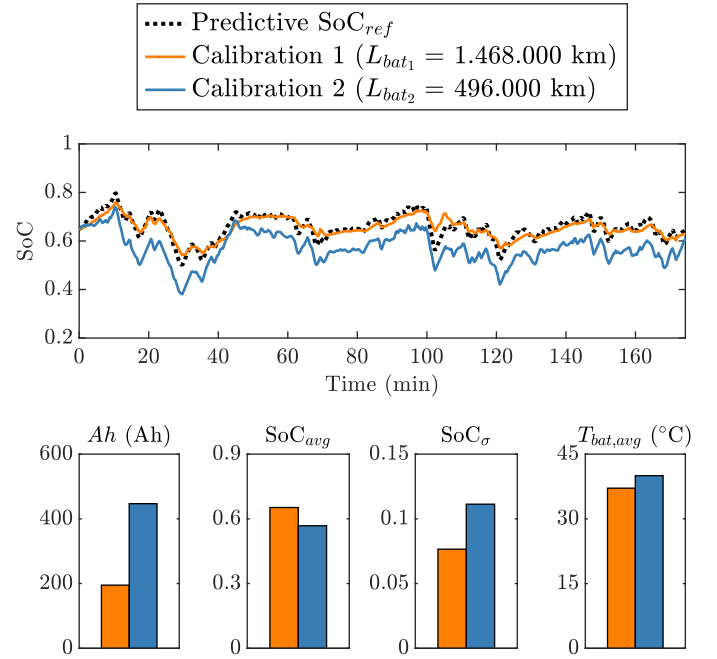 Predictive SoC_ref
Calibration 1 (L_bat₁ = 1.468.000 km)
Calibration 2 (L_bat₂ = 496.000 km)
1
0.8
0.6
0.4
0.2
SoC
0 20 40 60 80 100 120 140 160
Time (min)
Ah (Ah)
600
400
200
0
SoC_avg
0.9
0.6
0.3
0
SoC_σ
0.15
0.1
0.05
0
T_bat,avg (°C)
45
30
15
0